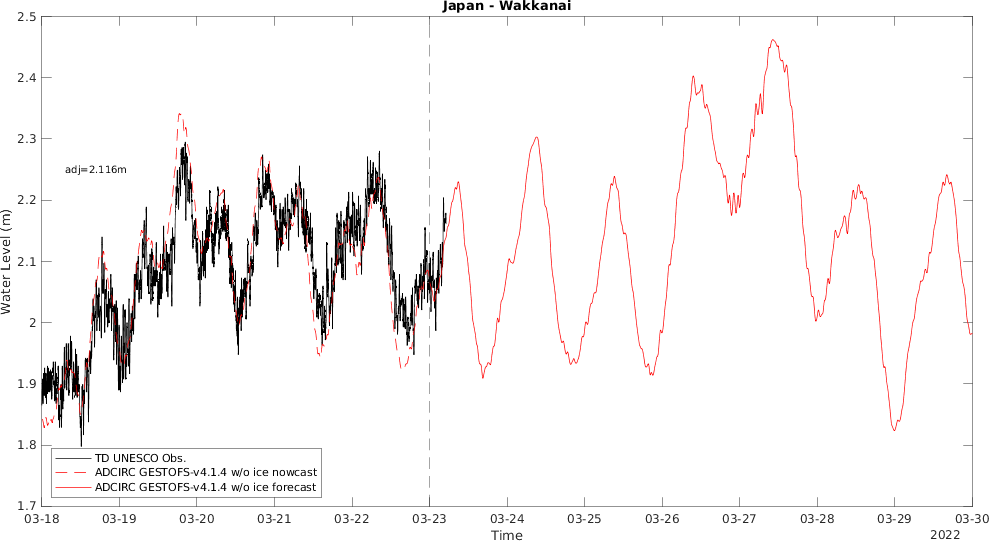 Japan - Wakkanai
2.5
2.4
2.3
2.2
2.1
2
1.9
1.8
1.7
Water Level (m)
adj=2.116m
TD UNESCO Obs.
ADCIRC GESTOFS-v4.1.4 w/o ice nowcast
ADCIRC GESTOFS-v4.1.4 w/o ice forecast
03-18 03-19 03-20 03-21 03-22 03-23 03-24 03-25 03-26 03-27 03-28 03-29 03-30
Time
2022